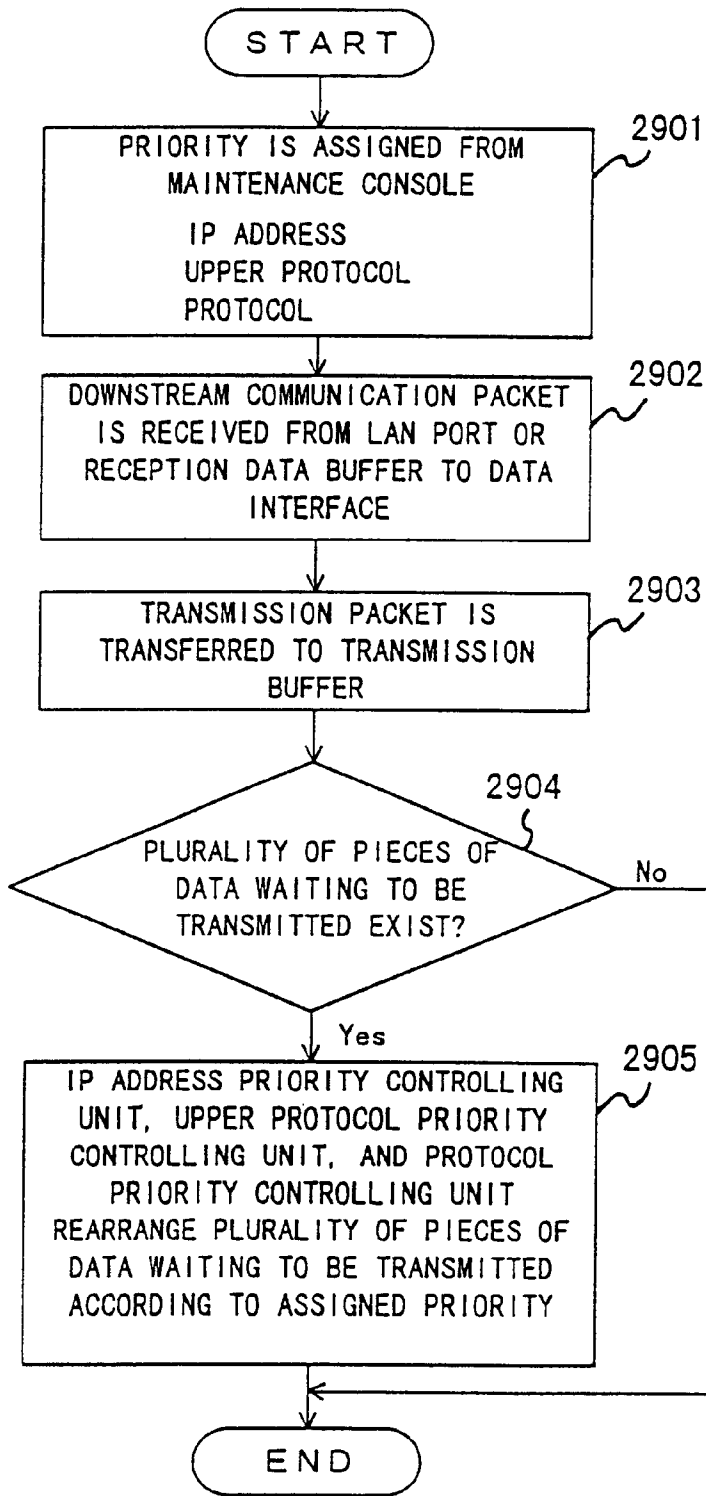 START
2901
PRIORITY IS ASSIGNED FROM
MAINTENANCE CONSOLE
IP ADDRESS
UPPER PROTOCOL
PROTOCOL
2902
DOWNSTREAM COMMUNICATION PACKET
IS RECEIVED FROM LAN PORT OR
RECEPTION DATA BUFFER TO DATA
INTERFACE
2903
TRANSMISSION PACKET IS
TRANSFERRED TO TRANSMISSION
BUFFER
2904
PLURALITY OF PIECES OF
DATA WAITING TO BE
TRANSMITTED EXIST?
No
Yes
2905
IP ADDRESS PRIORITY CONTROLLING
UNIT, UPPER PROTOCOL PRIORITY
CONTROLLING UNIT, AND PROTOCOL
PRIORITY CONTROLLING UNIT
REARRANGE PLURALITY OF PIECES OF
DATA WAITING TO BE TRANSMITTED
ACCORDING TO ASSIGNED PRIORITY
END